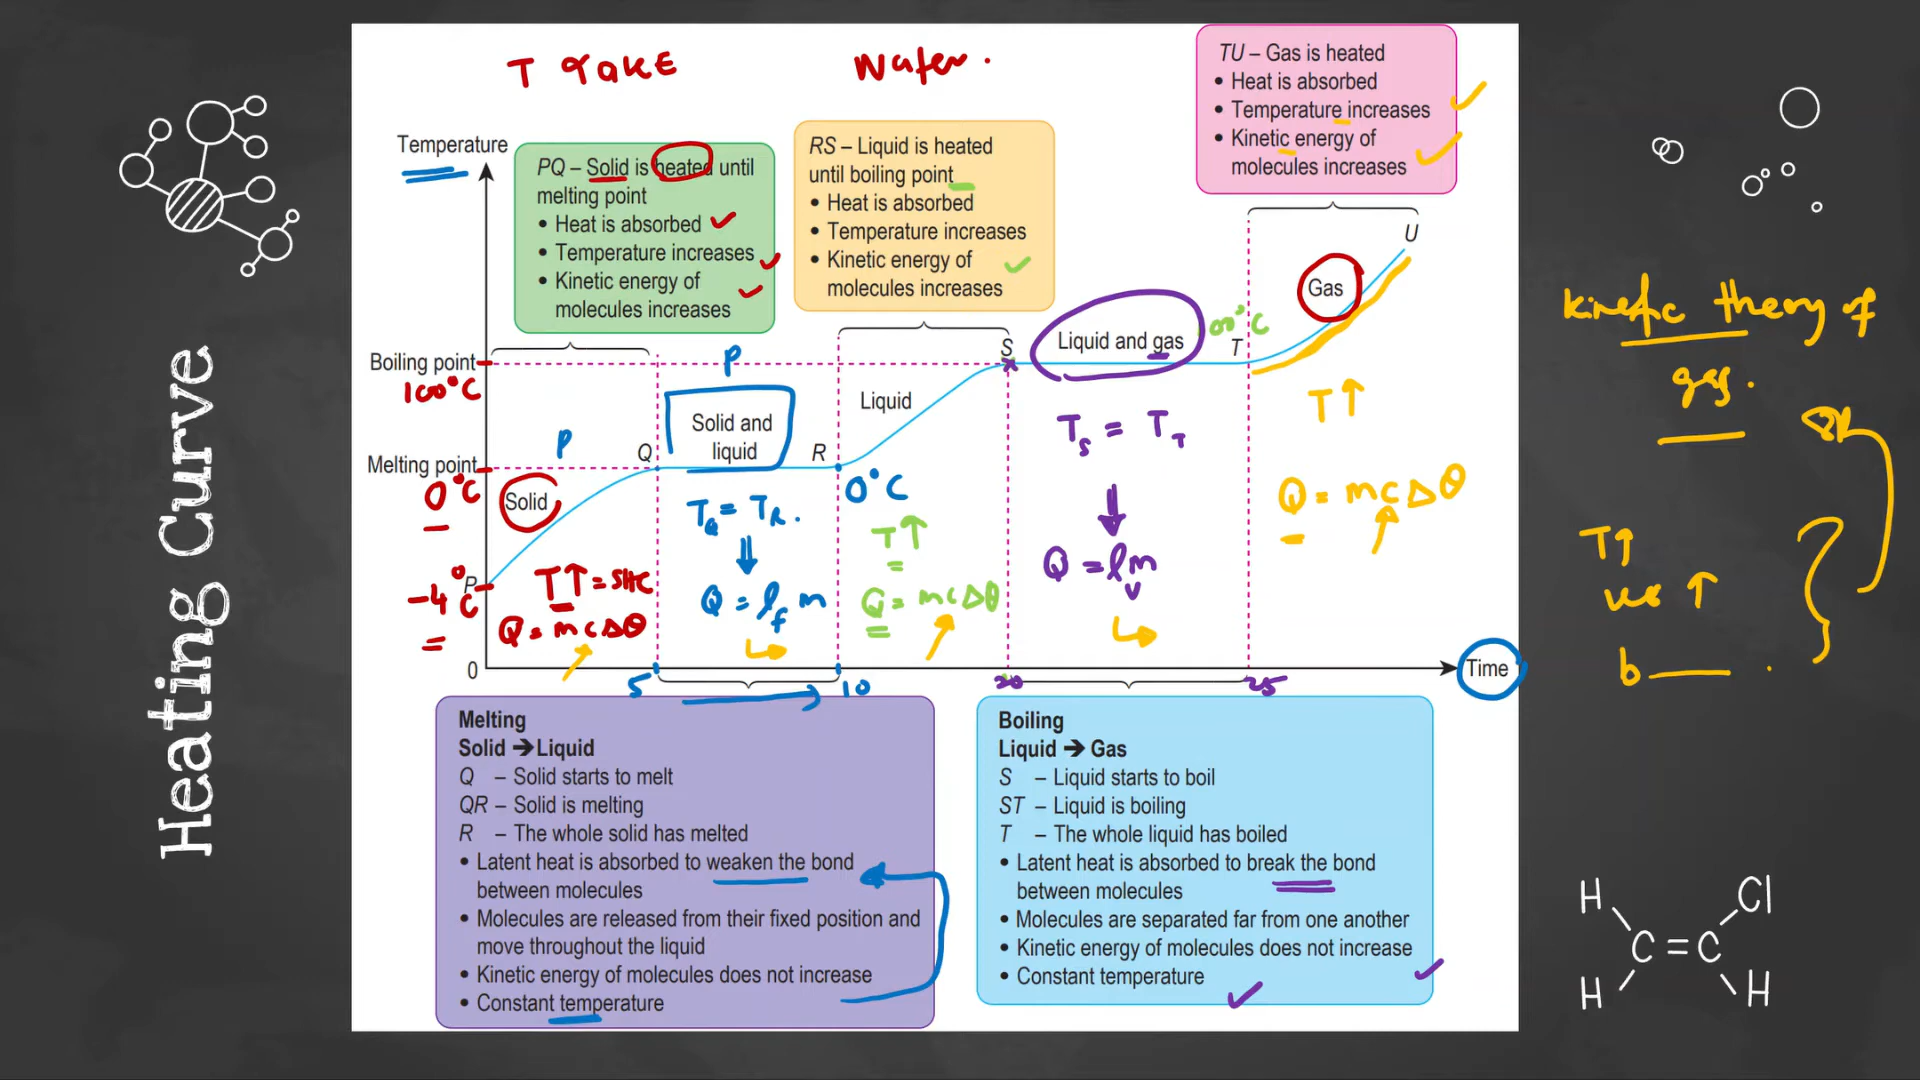 Heating Curve
T take water.
Temperature
PQ – Solid is heated until
melting point
• Heat is absorbed
• Temperature increases
• Kinetic energy of
molecules increases
RS – Liquid is heated
until boiling point
• Heat is absorbed
• Temperature increases
• Kinetic energy of
molecules increases
TU – Gas is heated
• Heat is absorbed
• Temperature increases
• Kinetic energy of
molecules increases
Boiling point
100°C
Melting point
0°C
P
-4°C
0
Solid
P
Q
Solid and
liquid
P
R
Liquid
S
Liquid and gas
100°C
T
Gas
U
T↑ = SHC
Q = mcΔθ
T_Q = T_R.
Q = l_f m
0°C
T↑
Q = mcΔθ
T_S = T_T
Q = l_v m
T↑
Q = mcΔθ
5
10
20
25
Time
Melting
Solid ➔ Liquid
Q – Solid starts to melt
QR – Solid is melting
R – The whole solid has melted
• Latent heat is absorbed to weaken the bond
between molecules
• Molecules are released from their fixed position and
move throughout the liquid
• Kinetic energy of molecules does not increase
• Constant temperature
Boiling
Liquid ➔ Gas
S – Liquid starts to boil
ST – Liquid is boiling
T – The whole liquid has boiled
• Latent heat is absorbed to break the bond
between molecules
• Molecules are separated far from one another
• Kinetic energy of molecules does not increase
• Constant temperature
kinetic theory of
gas.
T↑
b
H
Cl
C=C
H
H